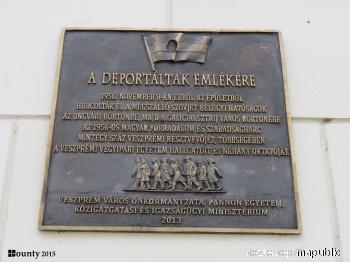 A DEPORTÁLTAK EMLÉKÉRE
1956. NOVEMBER 8-ÁN EBBŐL AZ ÉPÜLETBŐL
HURCOLTÁK EL A MEGSZÁLLÓ SZOVJET BELÜGYI HATÓSÁGOK
AZ UNGVÁRI BÖRTÖNBE, MAJD A GALÍCIAI SZTRIJ BÖRTÖNÉBE
AZ 1956-OS MAGYAR FORRADALOM ÉS SZABADSÁGHARC
MINTEGY SZÁZ VESZPRÉMI RÉSZTVEVŐJÉT, TÖBBSÉGÉBEN
A VESZPRÉMI VEGYIPARI EGYETEM HALLGATÓIT ÉS NÉHÁNY OKTATÓJÁT.
VESZPRÉM VÁROS ÖNKORMÁNYZATA, PANNON EGYETEM,
KÖZIGAZGATÁSI ÉS IGAZSÁGÜGYI MINISZTÉRIUM
2013
Bounty 2015
mapublic